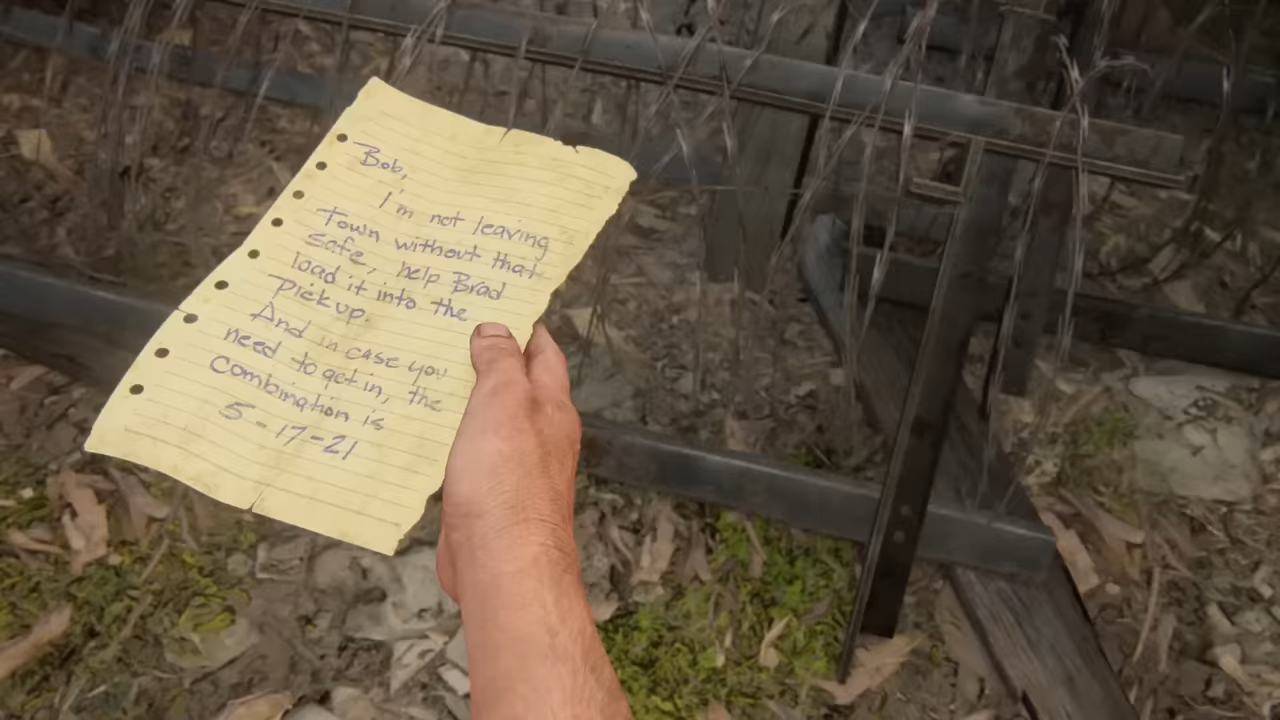 Bob,
I'm not leaving
Town without that
safe, help Brad
load it into the
Pickup.
And in case you
need to get in, the
Combination is
5-17-21